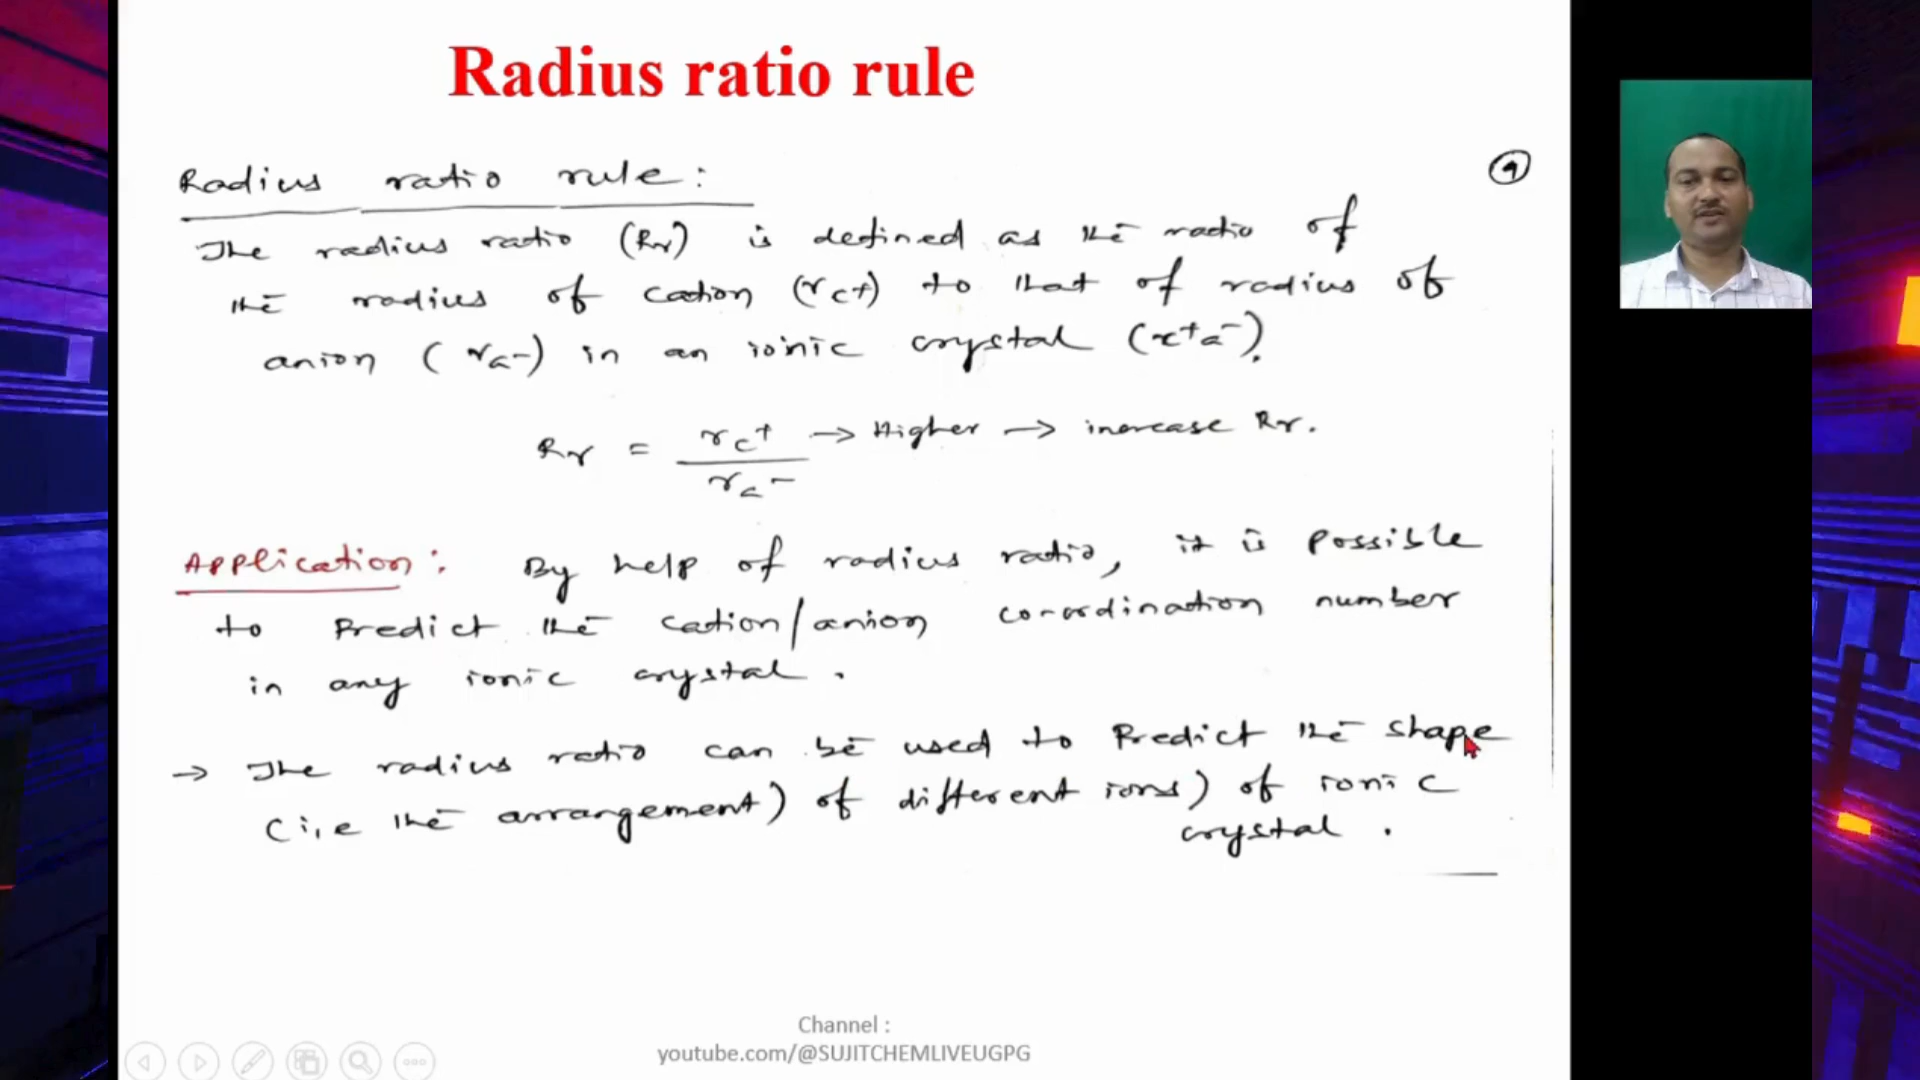 Radius ratio rule
Radius ratio rule:
9
The radius ratio (Rr) is defined as the ratio of
the radius of cation (rc+) to that of radius of
anion (ra-) in an ionic crystal (c+a-).
Rr = rc+ / ra- → Higher → increase Rr.
Application: By help of radius ratio, it is possible
to Predict the cation/anion co-ordination number
in any ionic crystal.
→ The radius ratio can be used to Predict the shape
(i.e the arrangement) of different ions) of ionic
crystal.
Channel :
youtube.com/@SUJITCHEMLIVEUGPG